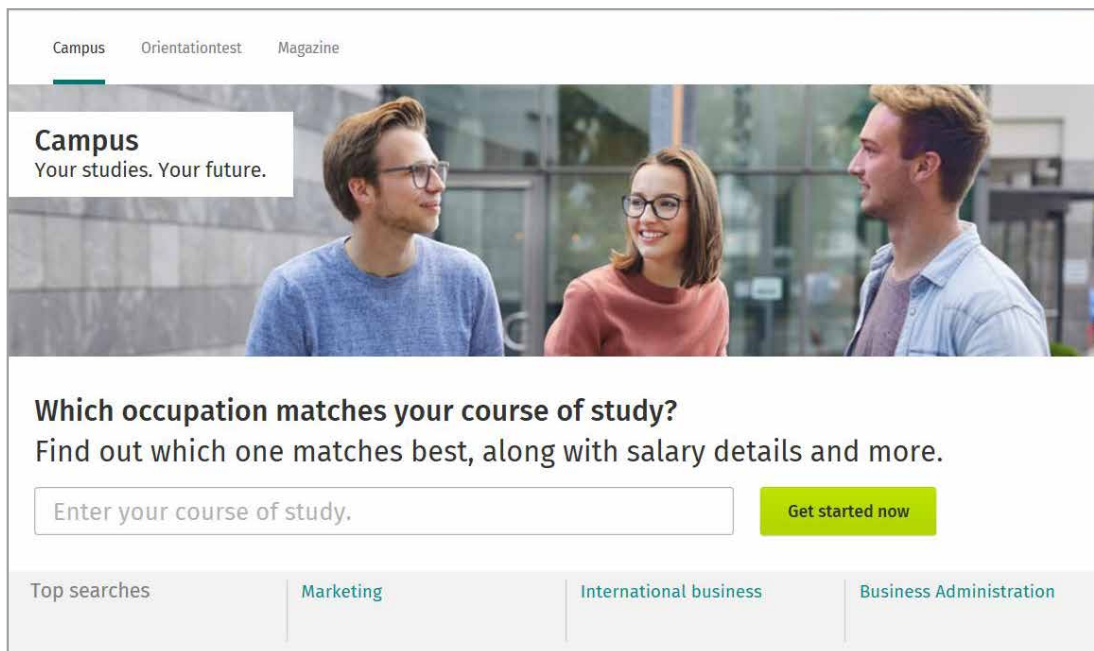 Campus Orientationtest Magazine
Campus
Your studies. Your future.
Which occupation matches your course of study?
Find out which one matches best, along with salary details and more.
Enter your course of study. Get started now
Top searches Marketing International business Business Administration